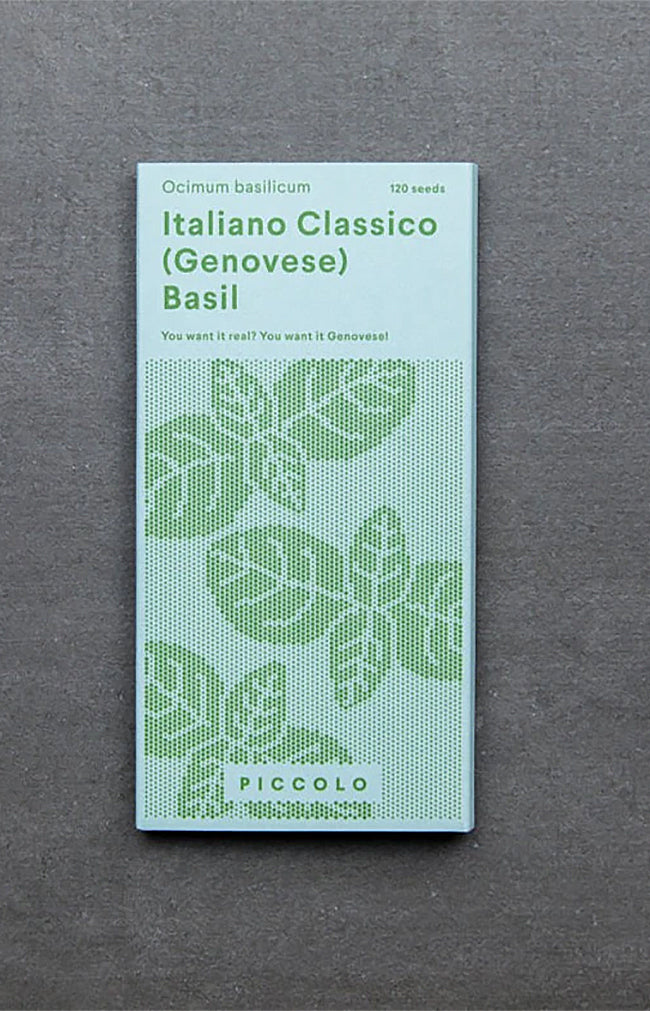 Ocimum basilicum 120 seeds
Italiano Classico
(Genovese)
Basil
You want it real? You want it Genovese!
PICCOLO